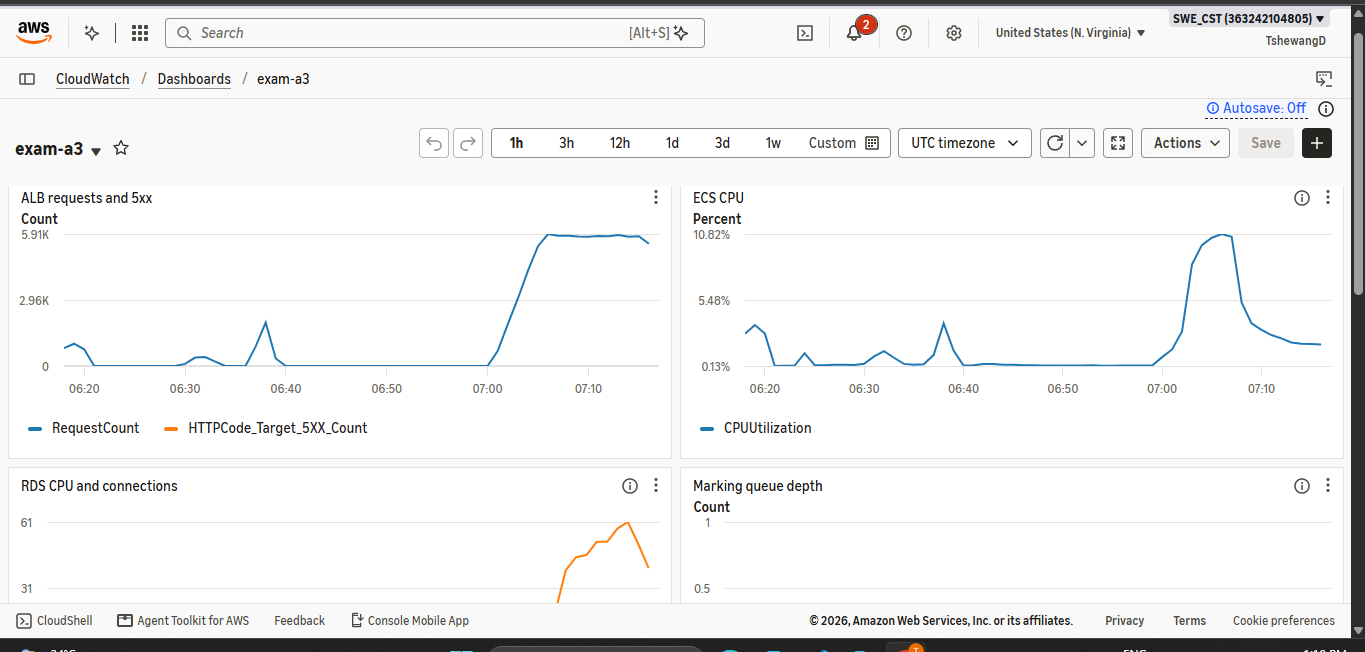 aws
Search [Alt+S]
2
United States (N. Virginia)
SWE_CST (363242104805)
TshewangD
CloudWatch / Dashboards / exam-a3
Autosave: Off
exam-a3
1h 3h 12h 1d 3d 1w Custom
UTC timezone
Actions
Save
ALB requests and 5xx
Count
5.91K
2.96K
0
06:20 06:30 06:40 06:50 07:00 07:10
RequestCount HTTPCode_Target_5XX_Count
ECS CPU
Percent
10.82%
5.48%
0.13%
06:20 06:30 06:40 06:50 07:00 07:10
CPUUtilization
RDS CPU and connections
61
31
Marking queue depth
Count
1
0.5
CloudShell Agent Toolkit for AWS Feedback Console Mobile App
© 2026, Amazon Web Services, Inc. or its affiliates. Privacy Terms Cookie preferences